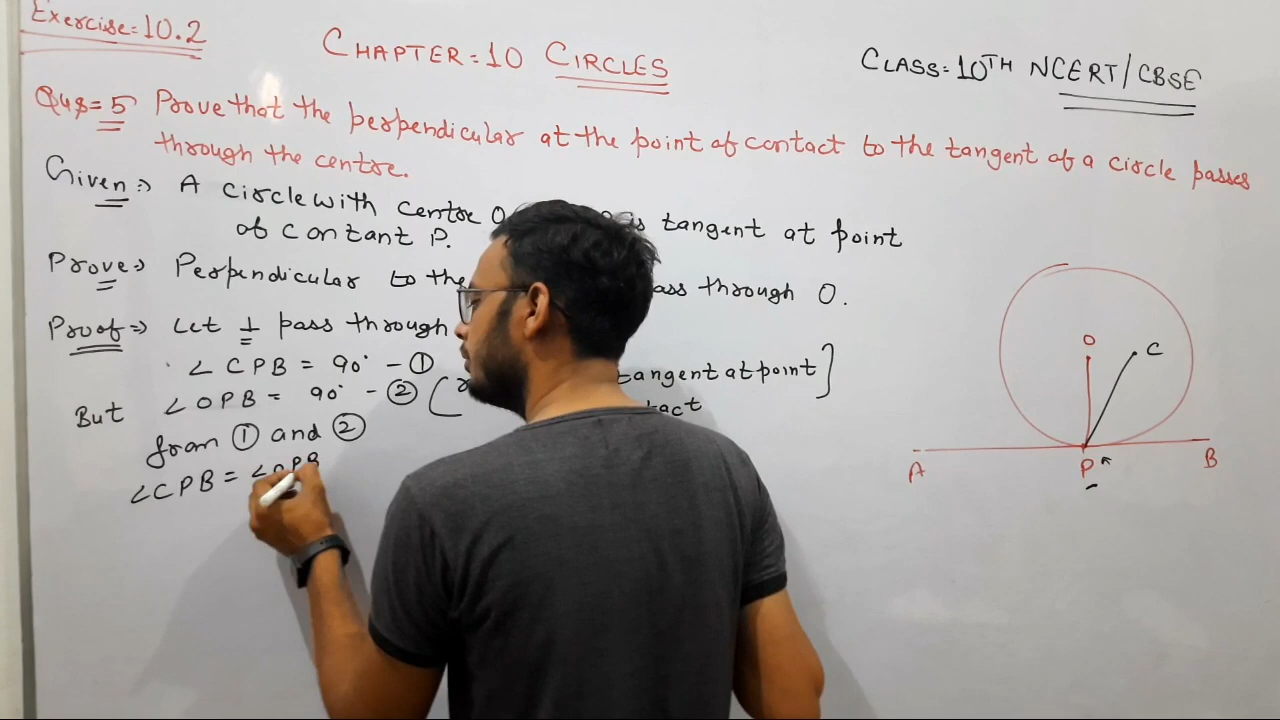 Exercise=10.2
CHAPTER=10 CIRCLES
CLASS=10TH NCERT/CBSE
Qus=5 Prove that the perpendicular at the point of contact to the tangent of a circle passes
through the centre.
Given⇒ A circle with centre O is tangent at point
of contant P.
Prove⇒ Perpendicular to the ass through O.
Proof⇒ Let ⊥ pass through
∠CPB = 90° - ①
But ∠OPB = 90° - ② ( tangent at point ]
tact
from ① and ②
∠CPB = ∠OPB
O
C
A
P
B